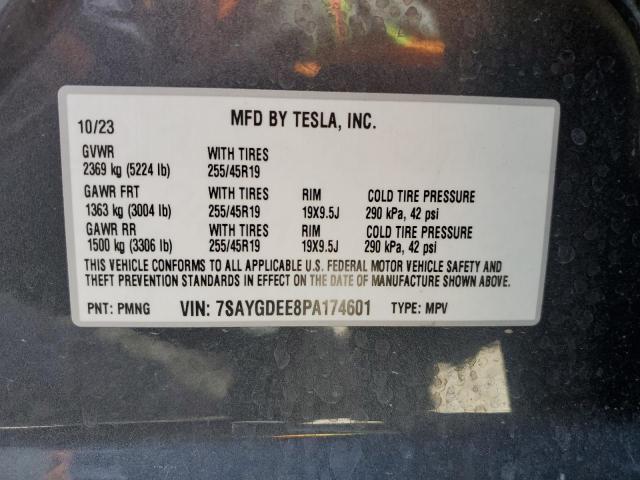 10/23 MFD BY TESLA, INC.
GVWR WITH TIRES
2369 kg (5224 lb) 255/45R19
GAWR FRT WITH TIRES RIM COLD TIRE PRESSURE
1363 kg (3004 lb) 255/45R19 19X9.5J 290 kPa, 42 psi
GAWR RR WITH TIRES RIM COLD TIRE PRESSURE
1500 kg (3306 lb) 255/45R19 19X9.5J 290 kPa, 42 psi
THIS VEHICLE CONFORMS TO ALL APPLICABLE U.S. FEDERAL MOTOR VEHICLE SAFETY AND
THEFT PREVENTION STANDARDS IN EFFECT ON THE DATE OF MANUFACTURE SHOWN ABOVE.
PNT: PMNG VIN: 7SAYGDEE8PA174601 TYPE: MPV